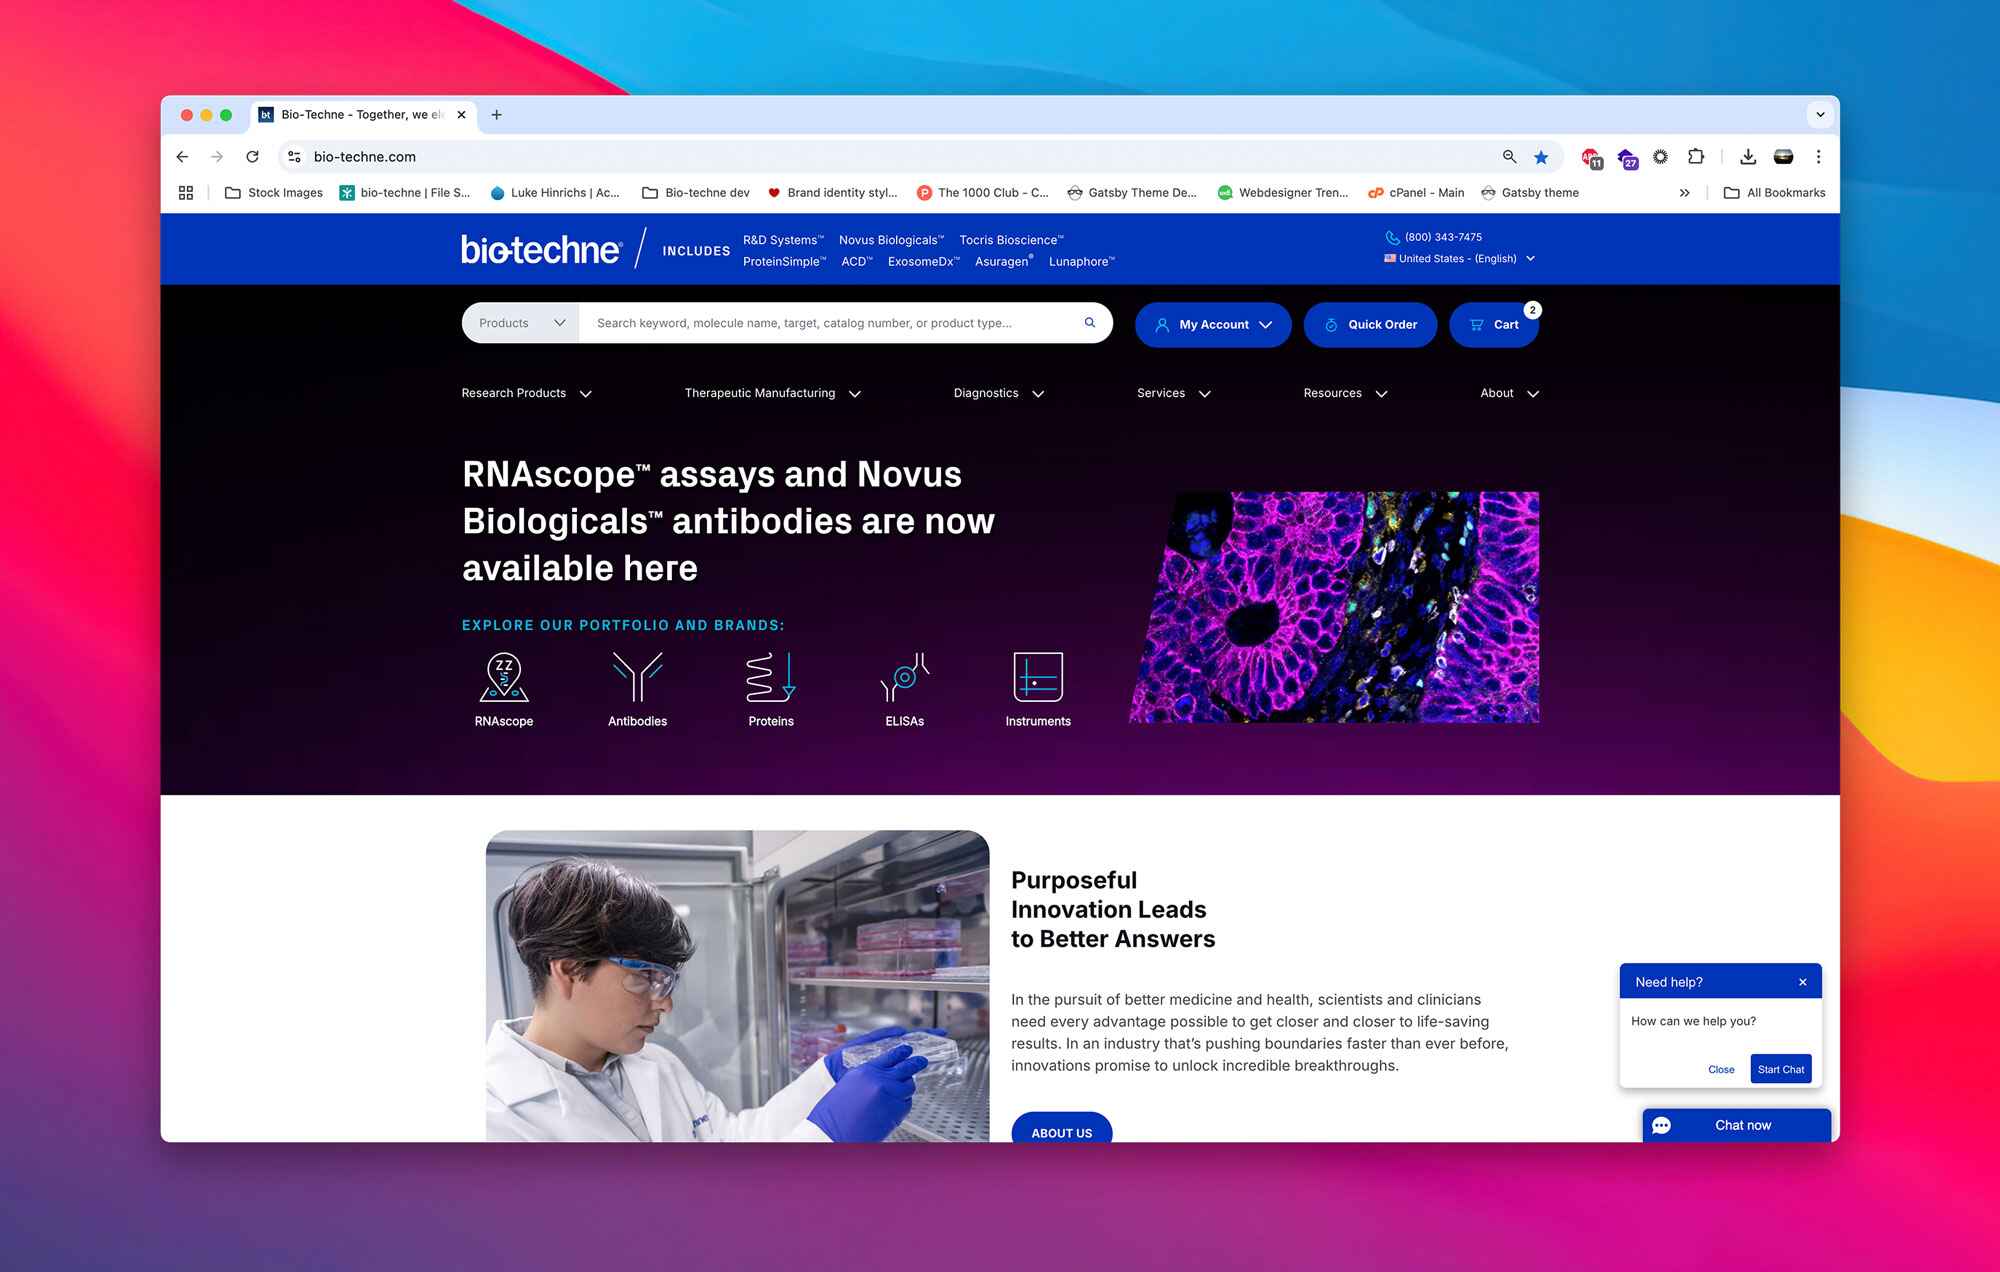 bt Bio-Techne - Together, we el
bio-techne.com
ABP 11 27
Stock Images bio-techne | File S... Luke Hinrichs | Ac... Bio-techne dev Brand identity styl... The 1000 Club - C... Gatsby Theme De... Webdesigner Tren... cPanel - Main Gatsby theme » All Bookmarks
bio-techne® / INCLUDES
R&D Systems™ Novus Biologicals™ Tocris Bioscience™
ProteinSimple™ ACD™ ExosomeDx™ Asuragen® Lunaphore™
(800) 343-7475
United States - (English)
Products Search keyword, molecule name, target, catalog number, or product type... My Account Quick Order Cart 2
Research Products Therapeutic Manufacturing Diagnostics Services Resources About
RNAscope™ assays and Novus
Biologicals™ antibodies are now
available here
EXPLORE OUR PORTFOLIO AND BRANDS:
RNAscope Antibodies Proteins ELISAs Instruments
Purposeful
Innovation Leads
to Better Answers
In the pursuit of better medicine and health, scientists and clinicians
need every advantage possible to get closer and closer to life-saving
results. In an industry that’s pushing boundaries faster than ever before,
innovations promise to unlock incredible breakthroughs.
ABOUT US
Need help?
How can we help you?
Close Start Chat
Chat now